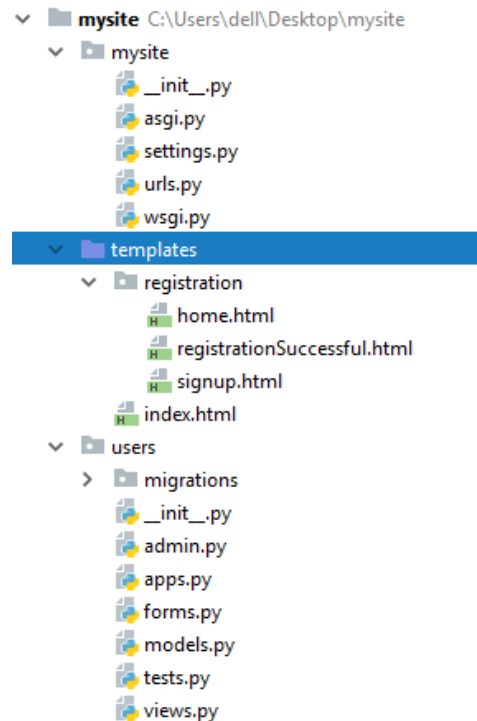 mysite C:\Users\dell\Desktop\mysite
mysite
__init__.py
asgi.py
settings.py
urls.py
wsgi.py
templates
registration
home.html
registrationSuccessful.html
signup.html
index.html
users
migrations
__init__.py
admin.py
apps.py
forms.py
models.py
tests.py
views.py